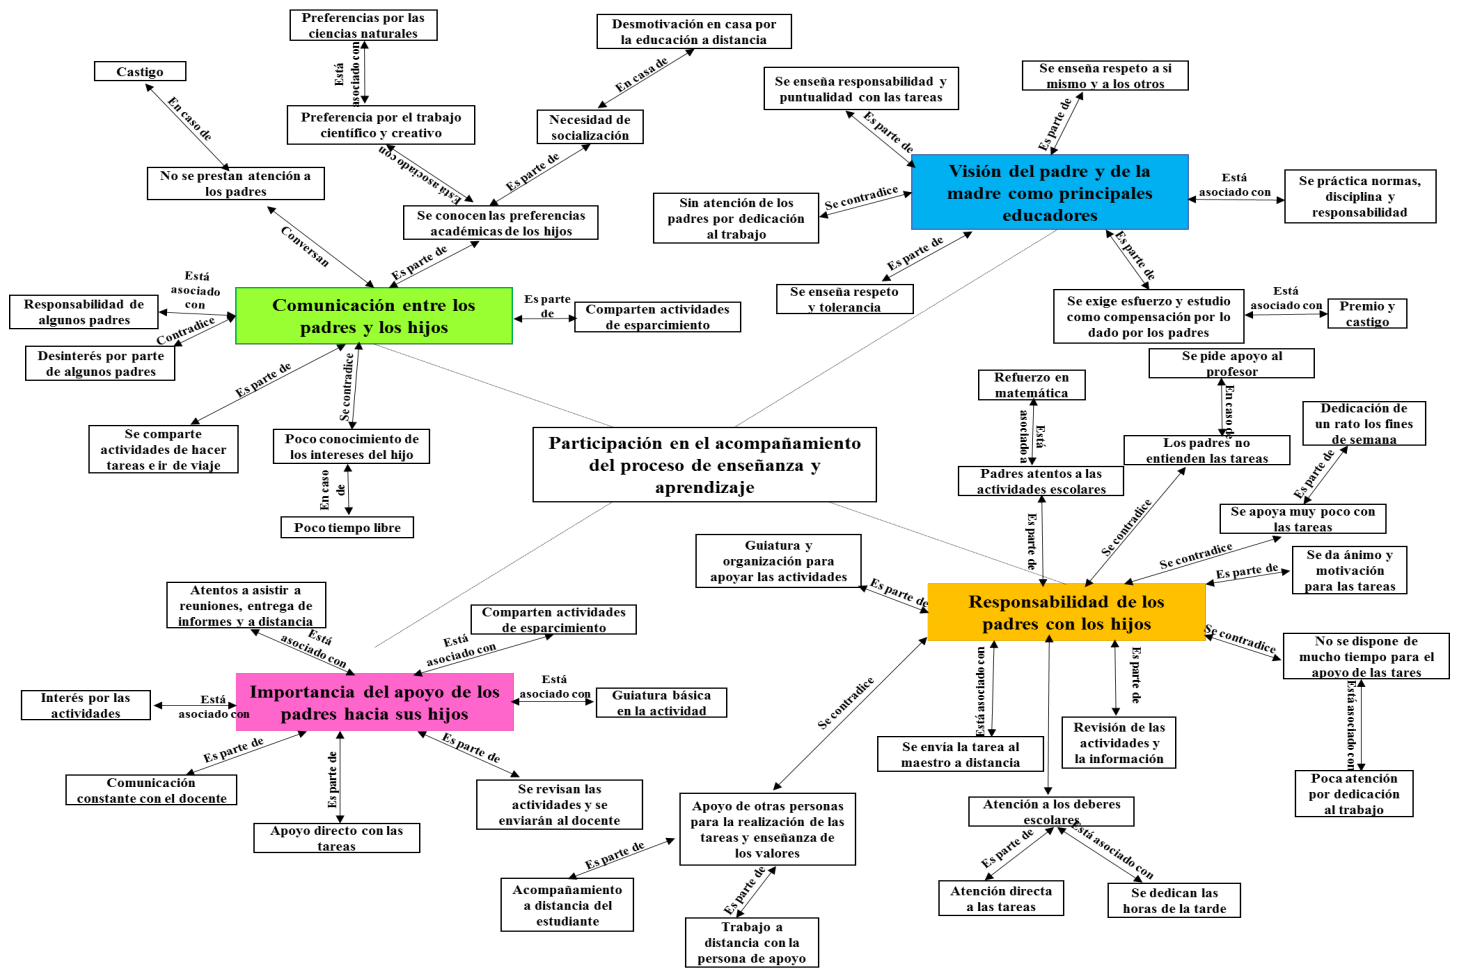 Preferencias por las
ciencias naturales
Está
asociado con
Preferencia por el trabajo
científico y creativo
Está asociado con
Desmotivación en casa por
la educación a distancia
En casa de
Necesidad de
socialización
Es parte de
Castigo
En caso de
No se prestan atención a
los padres
Conversan
Se conocen las preferencias
académicas de los hijos
Es parte de
Comunicación entre los
padres y los hijos
Está
asociado
con
Responsabilidad de
algunos padres
Contradice
Desinterés por parte
de algunos padres
Es parte
de
Comparten actividades
de esparcimiento
Es parte de
Se comparte
actividades de hacer
tareas e ir de viaje
Se contradice
Poco conocimiento de
los intereses del hijo
En caso
de
Poco tiempo libre
Se enseña responsabilidad y
puntualidad con las tareas
Es parte de
Se enseña respeto a si
mismo y a los otros
Es parte de
Visión del padre y de la
madre como principales
educadores
Se contradice
Sin atención de los
padres por dedicación
al trabajo
Está
asociado con
Se práctica normas,
disciplina y
responsabilidad
Es parte de
Se enseña respeto
y tolerancia
Es parte de
Se exige esfuerzo y estudio
como compensación por lo
dado por los padres
Está
asociado con
Premio y
castigo
Participación en el acompañamiento
del proceso de enseñanza y
aprendizaje
Se pide apoyo al
profesor
En caso de
Los padres no
entienden las tareas
Se contradice
Refuerzo en
matemática
Está
asociado a
Padres atentos a las
actividades escolares
Es parte de
Dedicación de
un rato los fines
de semana
Es parte de
Se apoya muy poco con
las tareas
Se contradice
Guiatura y
organización para
apoyar las actividades
Es parte de
Se da ánimo y
motivación
para las tareas
Es parte de
Responsabilidad de los
padres con los hijos
Se contradice
No se dispone de
mucho tiempo para el
apoyo de las tares
Está asociado con
Poca atención
por dedicación
al trabajo
Está asociado con
Se envía la tarea al
maestro a distancia
Es parte de
Revisión de las
actividades y
la información
Atención a los deberes
escolares
Es parte de
Atención directa
a las tareas
Está asociado con
Se dedican las
horas de la tarde
Se contradice
Apoyo de otras personas
para la realización de las
tareas y enseñanza de
los valores
Es parte de
Acompañamiento
a distancia del
estudiante
Es parte de
Trabajo a
distancia con la
persona de apoyo
Atentos a asistir a
reuniones, entrega de
informes y a distancia
Está
asociado con
Comparten actividades
de esparcimiento
Está
asociado con
Importancia del apoyo de los
padres hacia sus hijos
Interés por las
actividades
Está
asociado con
Está
asociado con
Guiatura básica
en la actividad
Es parte de
Comunicación
constante con el docente
Es parte de
Apoyo directo con las
tareas
Es parte de
Se revisan las
actividades y se
enviarán al docente